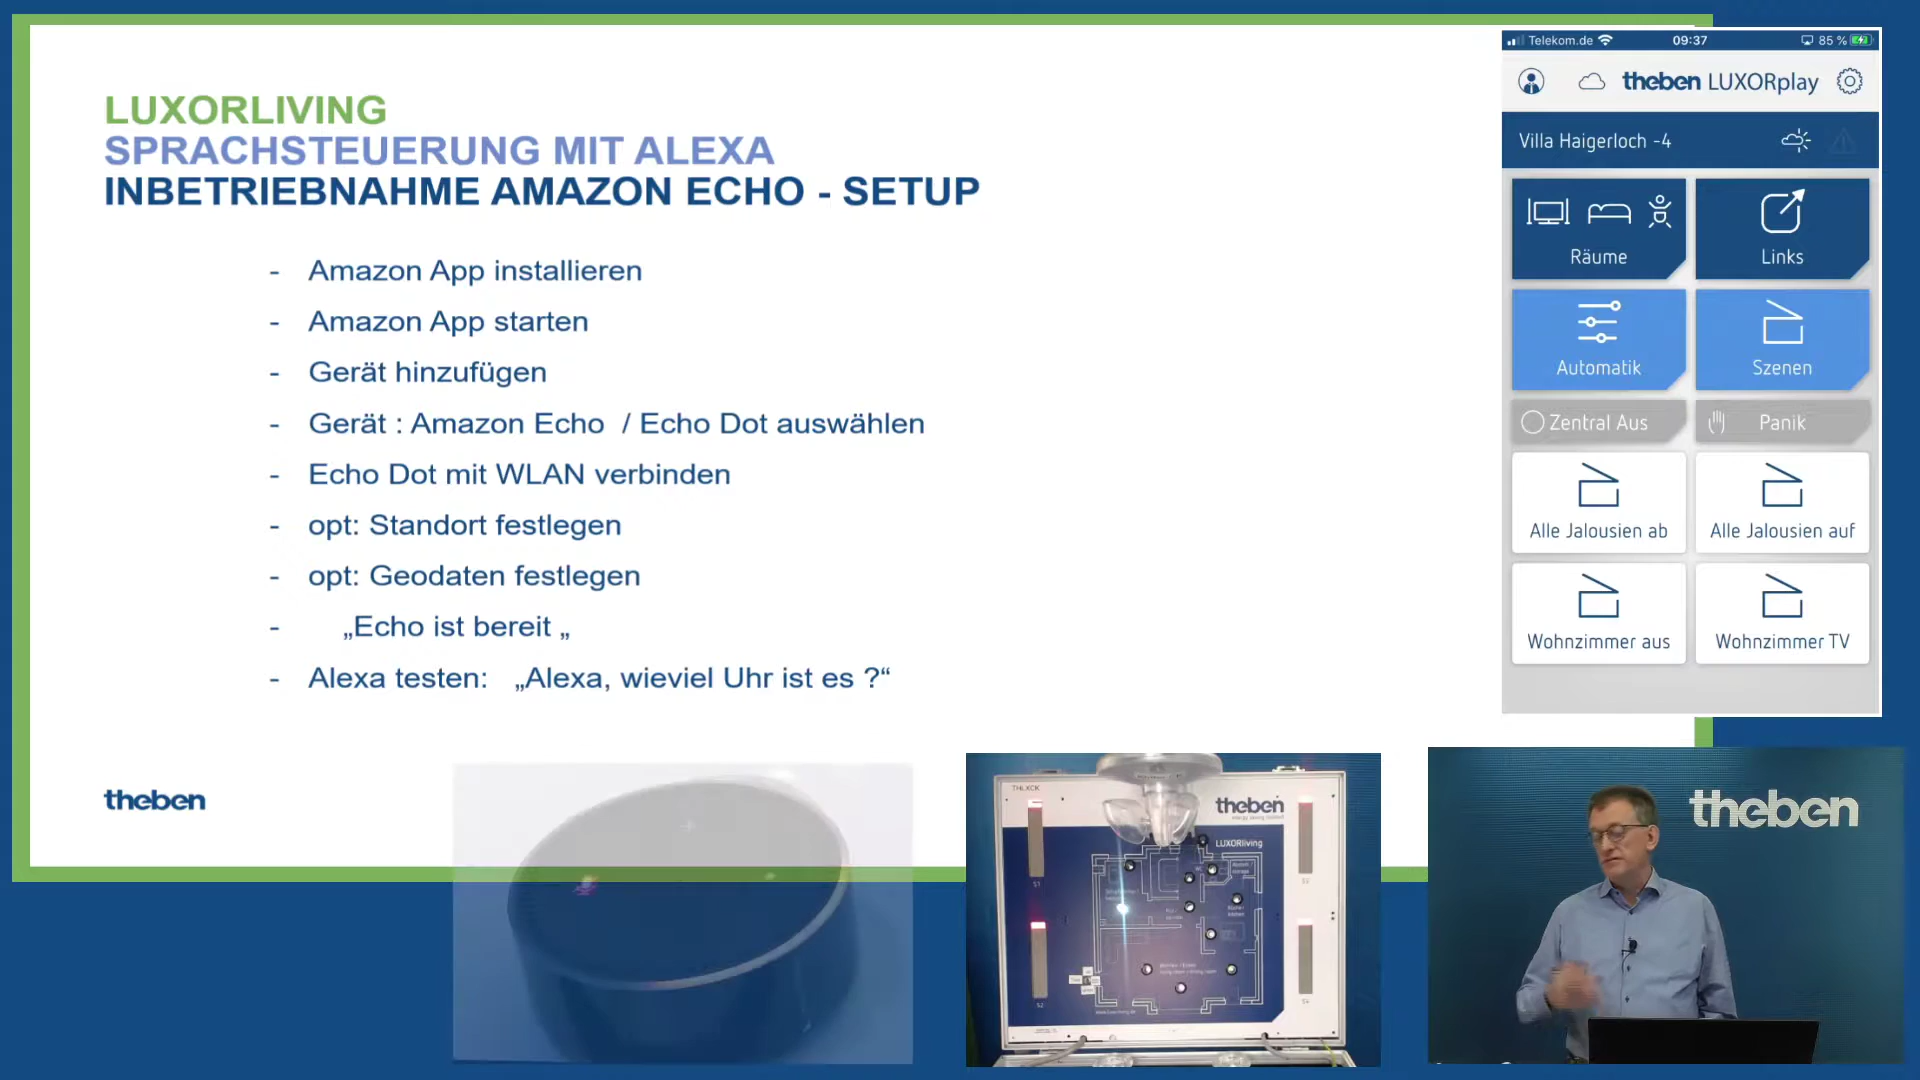 LUXORLIVING
SPRACHSTEUERUNG MIT ALEXA
INBETRIEBNAHME AMAZON ECHO - SETUP
- Amazon App installieren
- Amazon App starten
- Gerät hinzufügen
- Gerät : Amazon Echo / Echo Dot auswählen
- Echo Dot mit WLAN verbinden
- opt: Standort festlegen
- opt: Geodaten festlegen
- „Echo ist bereit „
- Alexa testen: „Alexa, wieviel Uhr ist es ?“
theben
Telekom.de 09:37 85 %
theben LUXORplay
Villa Haigerloch -4
Räume
Links
Automatik
Szenen
Zentral Aus
Panik
Alle Jalousien ab
Alle Jalousien auf
Wohnzimmer aus
Wohnzimmer TV
theben
LUXORliving
S1
S2
theben